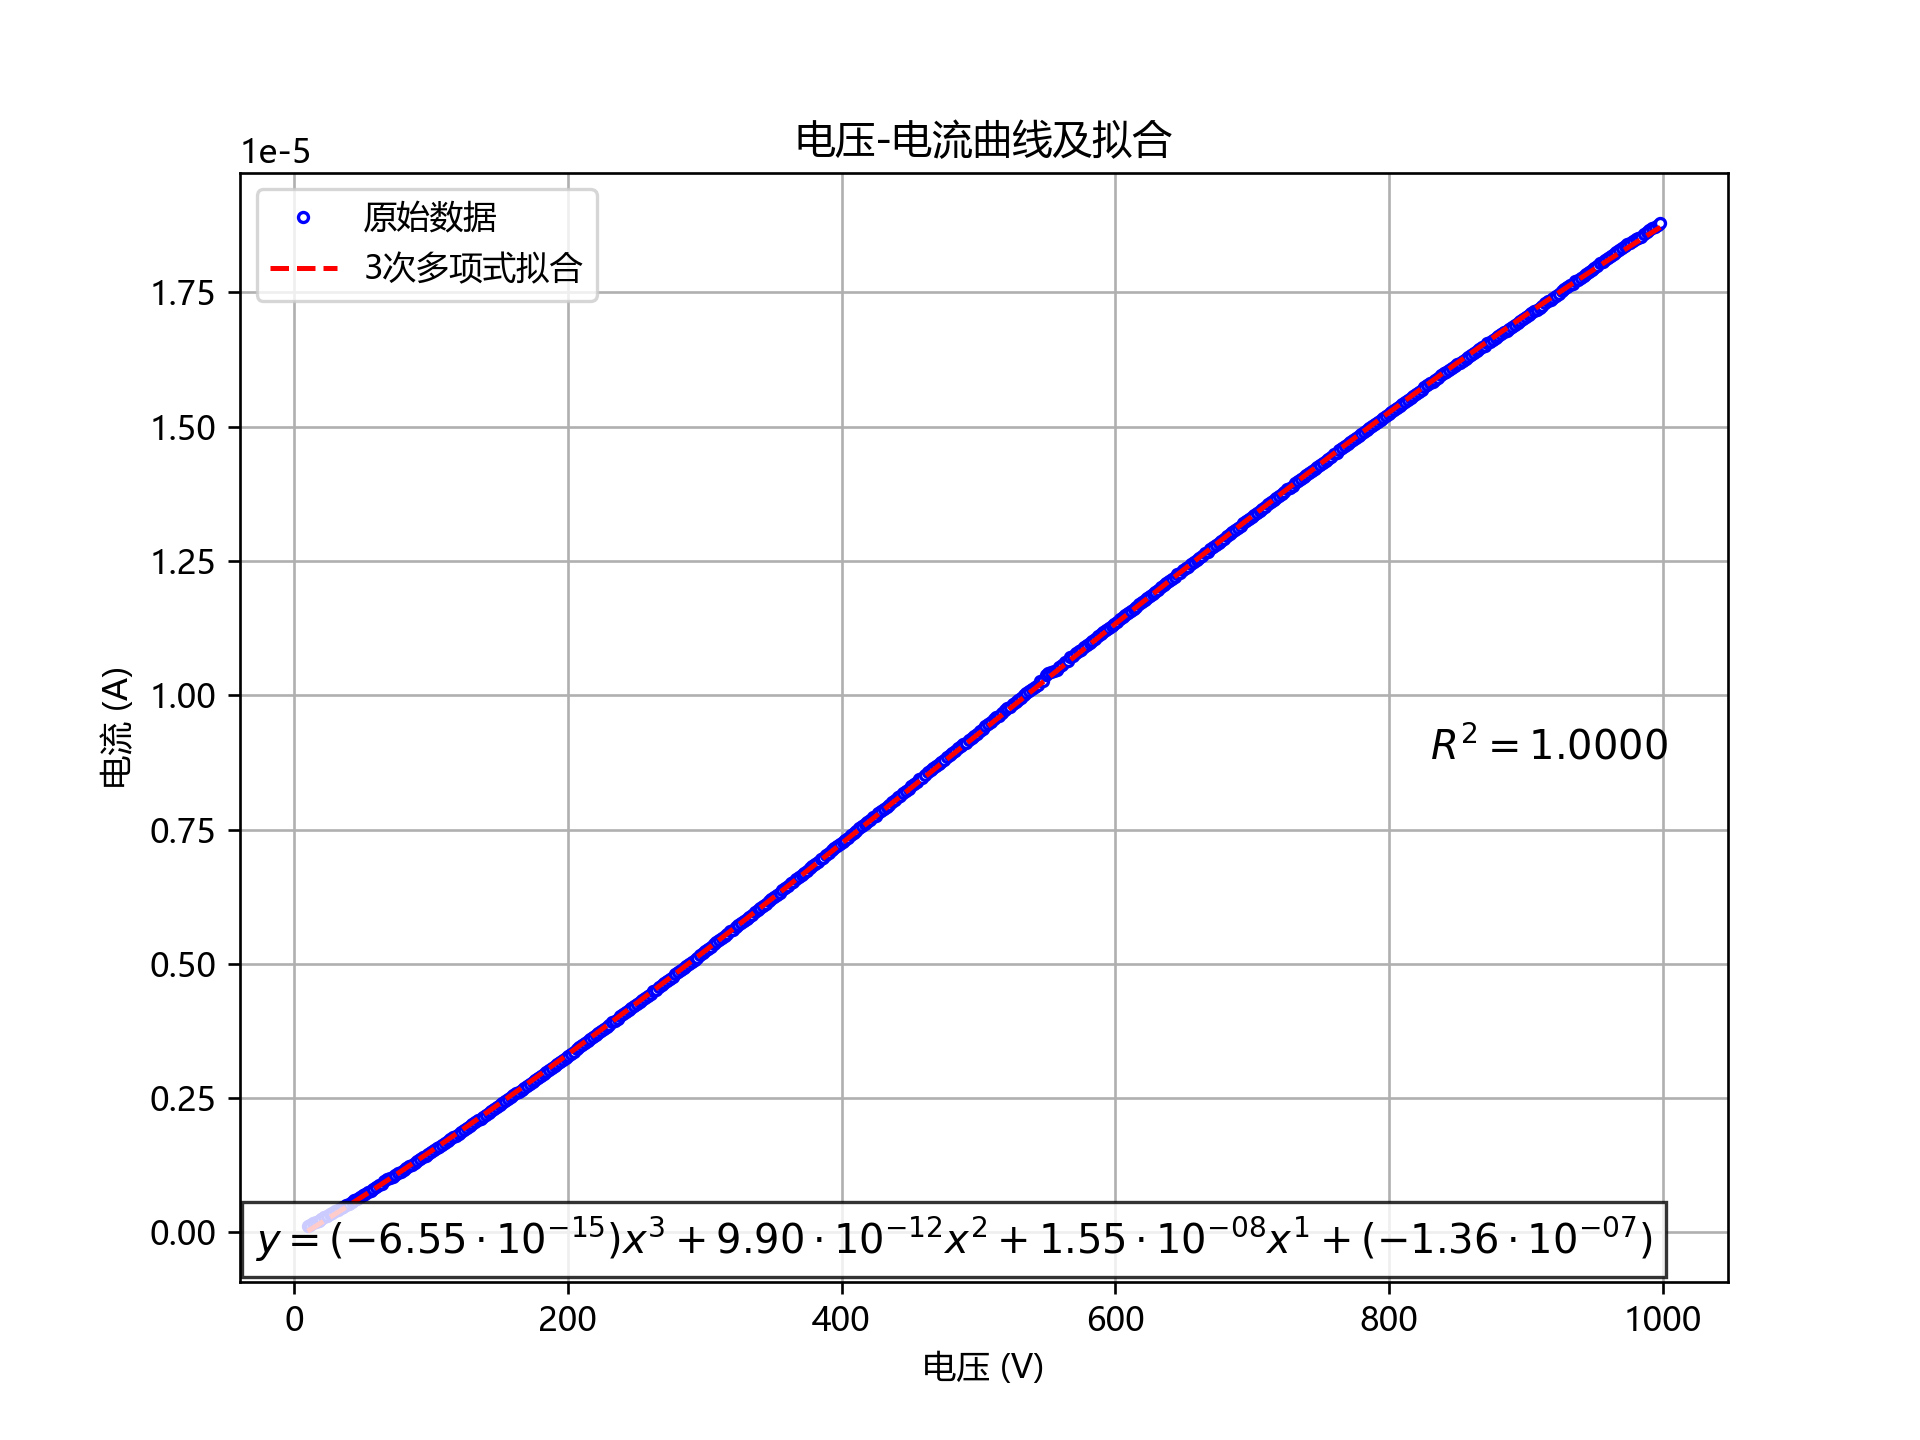 电压-电流曲线及拟合
1e-5
原始数据
3次多项式拟合
1.75
1.50
1.25
1.00
0.75
0.50
0.25
0.00
电流 (A)
R² = 1.0000
y = (−6.55 · 10⁻¹⁵)x³ + 9.90 · 10⁻¹²x² + 1.55 · 10⁻⁰⁸x¹ + (−1.36 · 10⁻⁰⁷)
0 200 400 600 800 1000
电压 (V)